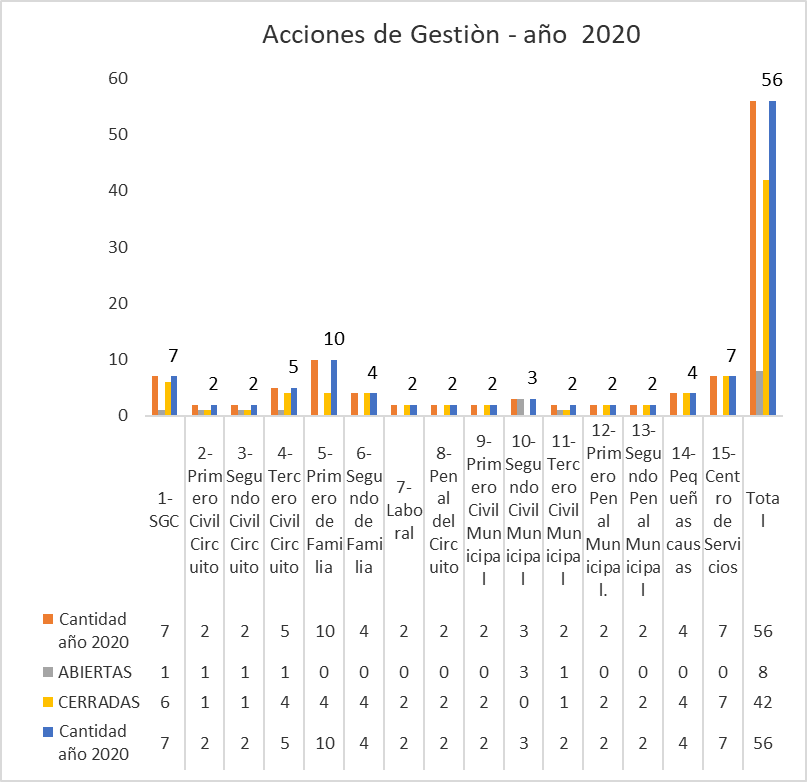 Acciones de Gestiòn - año  2020
60
50
40
30
20
10
0
7
2
2
5
10
4
2
2
2
3
2
2
2
4
7
56
1-
SGC
2-
Prim
ero
Civil
Circ
uito
3-
Segu
ndo
Civil
Circ
uito
4-
Terc
ero
Civil
Circ
uito
5-
Prim
ero
de
Fami
lia
6-
Segu
ndo
de
Fami
lia
7-
Labo
ral
8-
Pen
al
del
Circ
uito
9-
Prim
ero
Civil
Mun
icipa
l
10-
Segu
ndo
Civil
Mun
icipa
l
11-
Terc
ero
Civil
Mun
icipa
l
12-
Prim
ero
Pen
al
Mun
icip
al.
13-
Segu
ndo
Pen
al
Mun
icipa
l
14-
Peq
ueñ
as
caus
as
15-
Cent
ro
de
Servi
cios
Tota
l
Cantidad
año 2020
7 2 2 5 10 4 2 2 2 3 2 2 2 4 7 56
ABIERTAS 1 1 1 1 0 0 0 0 0 3 1 0 0 0 0 8
CERRADAS 6 1 1 4 4 4 2 2 2 0 1 2 2 4 7 42
Cantidad
año 2020
7 2 2 5 10 4 2 2 2 3 2 2 2 4 7 56